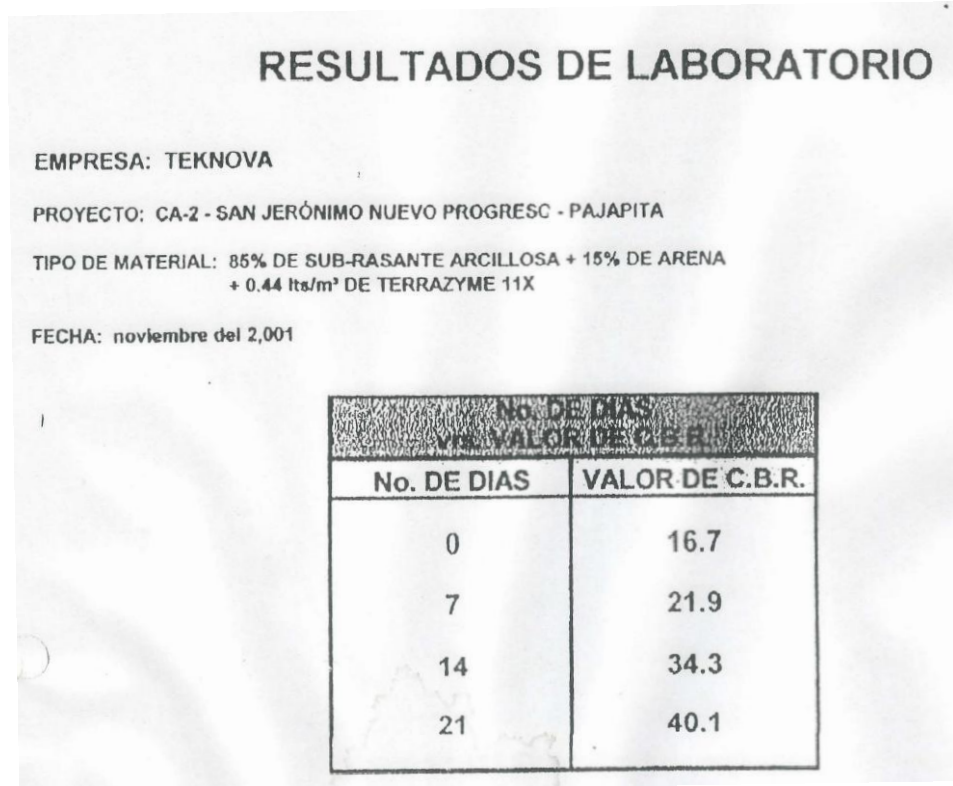 RESULTADOS DE LABORATORIO
EMPRESA: TEKNOVA
PROYECTO: CA-2 - SAN JERÓNIMO NUEVO PROGRESO - PAJAPITA
TIPO DE MATERIAL: 85% DE SUB-RASANTE ARCILLOSA + 15% DE ARENA
+ 0.44 lts/m³ DE TERRAZYME 11X
FECHA: noviembre del 2,001
No. DE DIAS
vrs. VALOR DE C.B.R.
No. DE DIAS VALOR DE C.B.R.
0 16.7
7 21.9
14 34.3
21 40.1